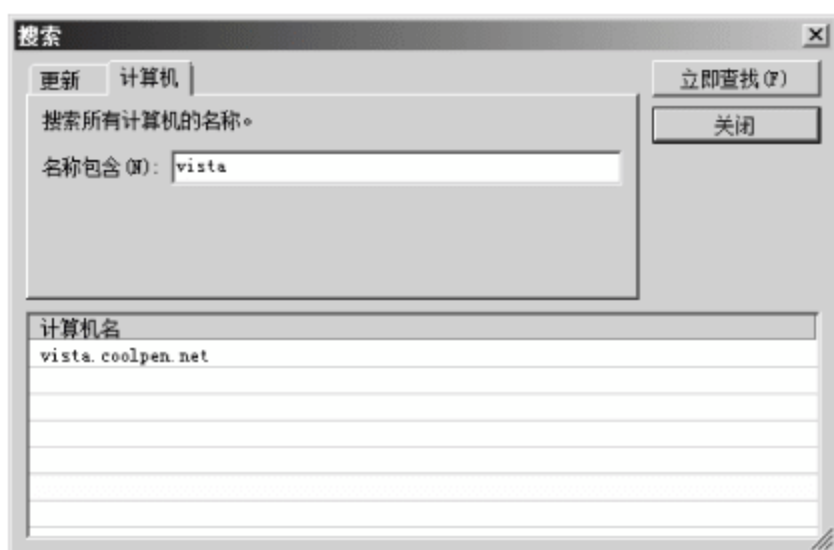 搜索
更新 计算机
立即查找(F)
关闭
搜索所有计算机的名称。
名称包含(N): vista
计算机名
vista.coolpen.net